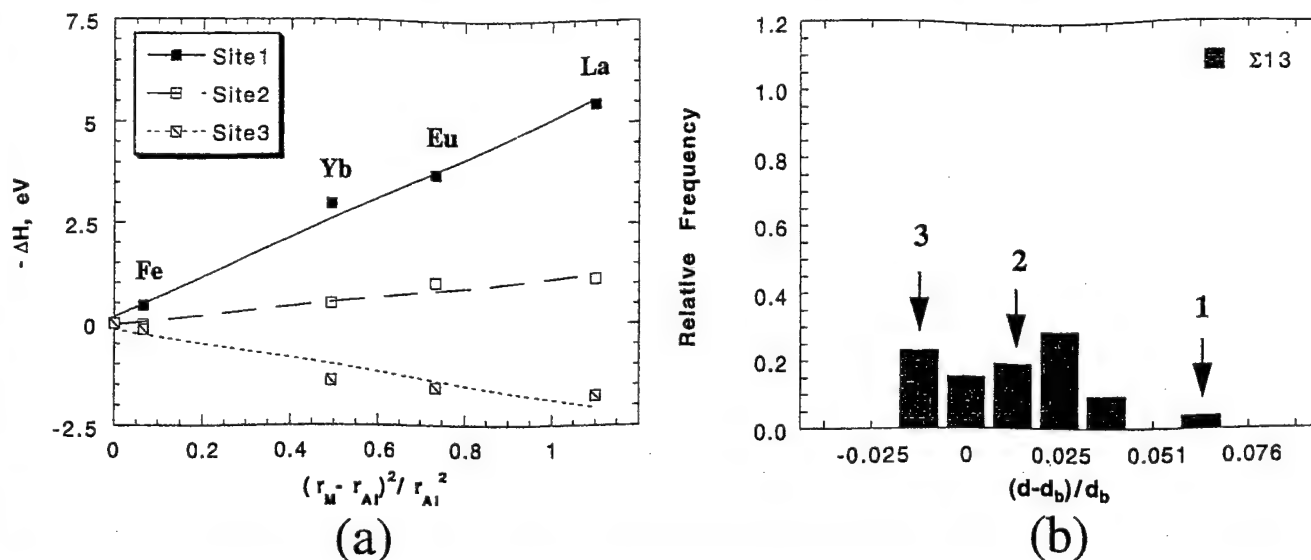 7.5
5
2.5
0
-2.5
- ΔH, eV
Site1
Site2
Site3
Fe
Yb
Eu
La
0
0.2
0.4
0.6
0.8
1
(r_M - r_Al)²/ r_Al²
(a)
1.2
1.0
0.8
0.6
0.4
0.2
0.0
Relative Frequency
Σ13
3
2
1
-0.025
0
0.025
0.051
0.076
(d-d_b)/d_b
(b)